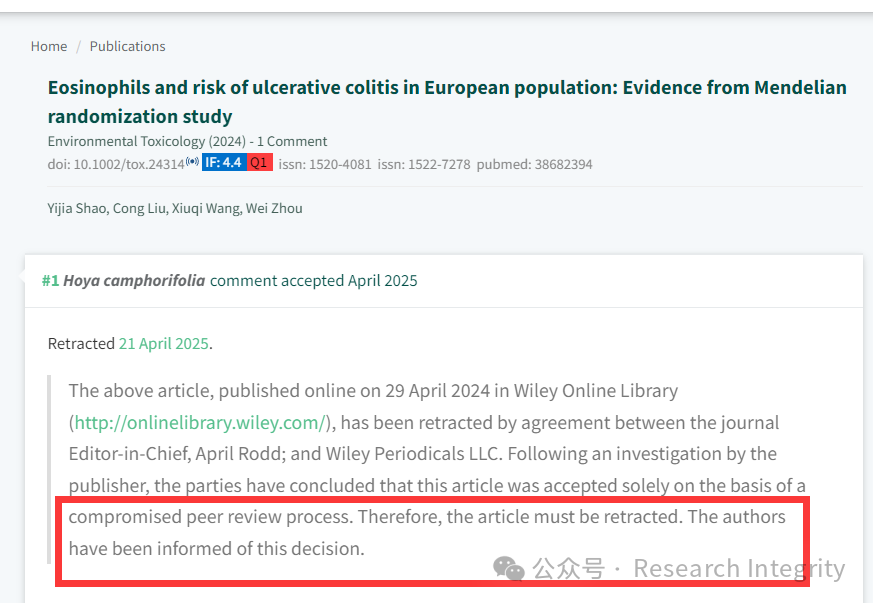 Home / Publications
Eosinophils and risk of ulcerative colitis in European population: Evidence from Mendelian
randomization study
Environmental Toxicology (2024) - 1 Comment
doi: 10.1002/tox.24314 IF: 4.4 Q1 issn: 1520-4081 issn: 1522-7278 pubmed: 38682394
Yijia Shao, Cong Liu, Xiuqi Wang, Wei Zhou
#1 Hoya camphorifolia comment accepted April 2025
Retracted 21 April 2025.
The above article, published online on 29 April 2024 in Wiley Online Library
(http://onlinelibrary.wiley.com/), has been retracted by agreement between the journal
Editor-in-Chief, April Rodd; and Wiley Periodicals LLC. Following an investigation by the
publisher, the parties have concluded that this article was accepted solely on the basis of a
compromised peer review process. Therefore, the article must be retracted. The authors
have been informed of this decision.
公众号 · Research Integrity